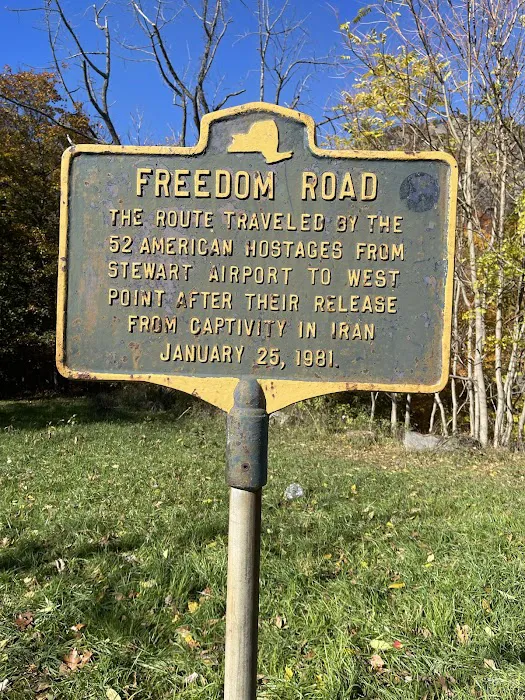 FREEDOM ROAD
THE ROUTE TRAVELED BY THE
52 AMERICAN HOSTAGES FROM
STEWART AIRPORT TO WEST
POINT AFTER THEIR RELEASE
FROM CAPTIVITY IN IRAN
JANUARY 25, 1981.